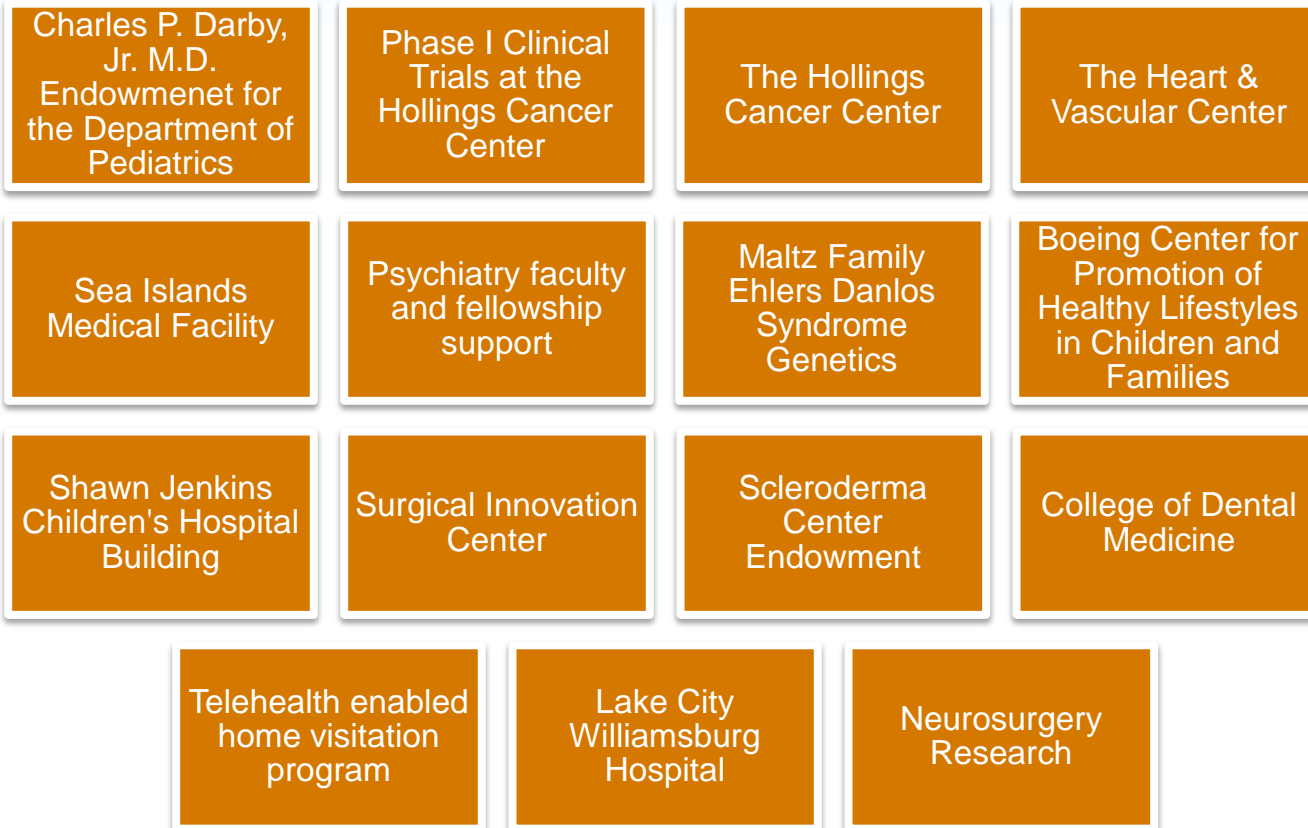 Charles P. Darby,
Jr. M.D.
Endowmenet for
the Department of
Pediatrics
Phase I Clinical
Trials at the
Hollings Cancer
Center
The Hollings
Cancer Center
The Heart &
Vascular Center
Sea Islands
Medical Facility
Psychiatry faculty
and fellowship
support
Maltz Family
Ehlers Danlos
Syndrome
Genetics
Boeing Center for
Promotion of
Healthy Lifestyles
in Children and
Families
Shawn Jenkins
Children's Hospital
Building
Surgical Innovation
Center
Scleroderma
Center
Endowment
College of Dental
Medicine
Telehealth enabled
home visitation
program
Lake City
Williamsburg
Hospital
Neurosurgery
Research